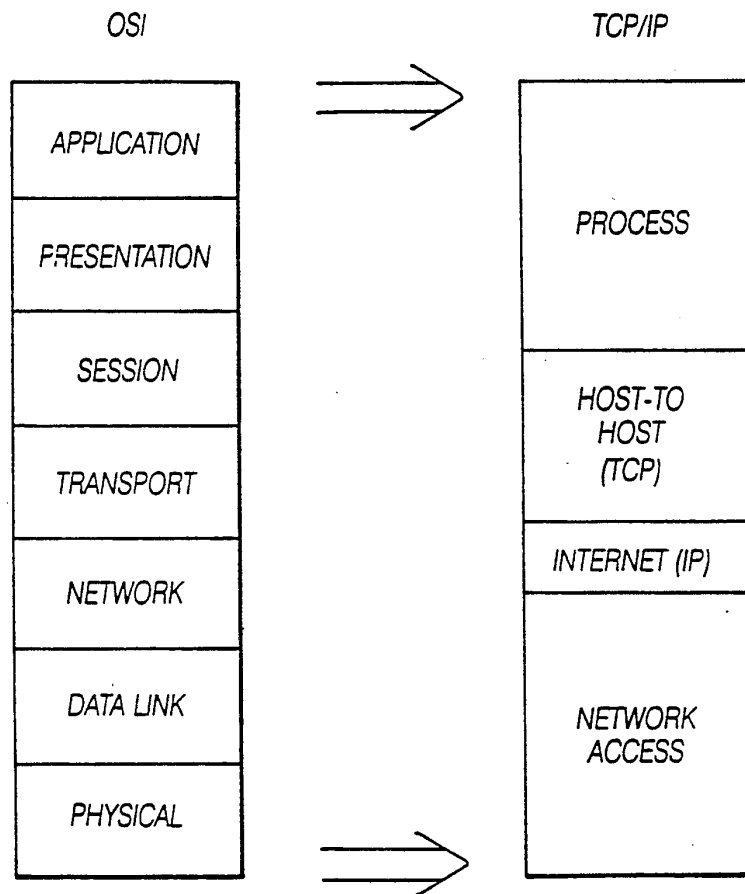 OSI
TCP/IP
APPLICATION
PRESENTATION
SESSION
TRANSPORT
NETWORK
DATA LINK
PHYSICAL
PROCESS
HOST-TO
HOST
(TCP)
INTERNET (IP)
NETWORK
ACCESS